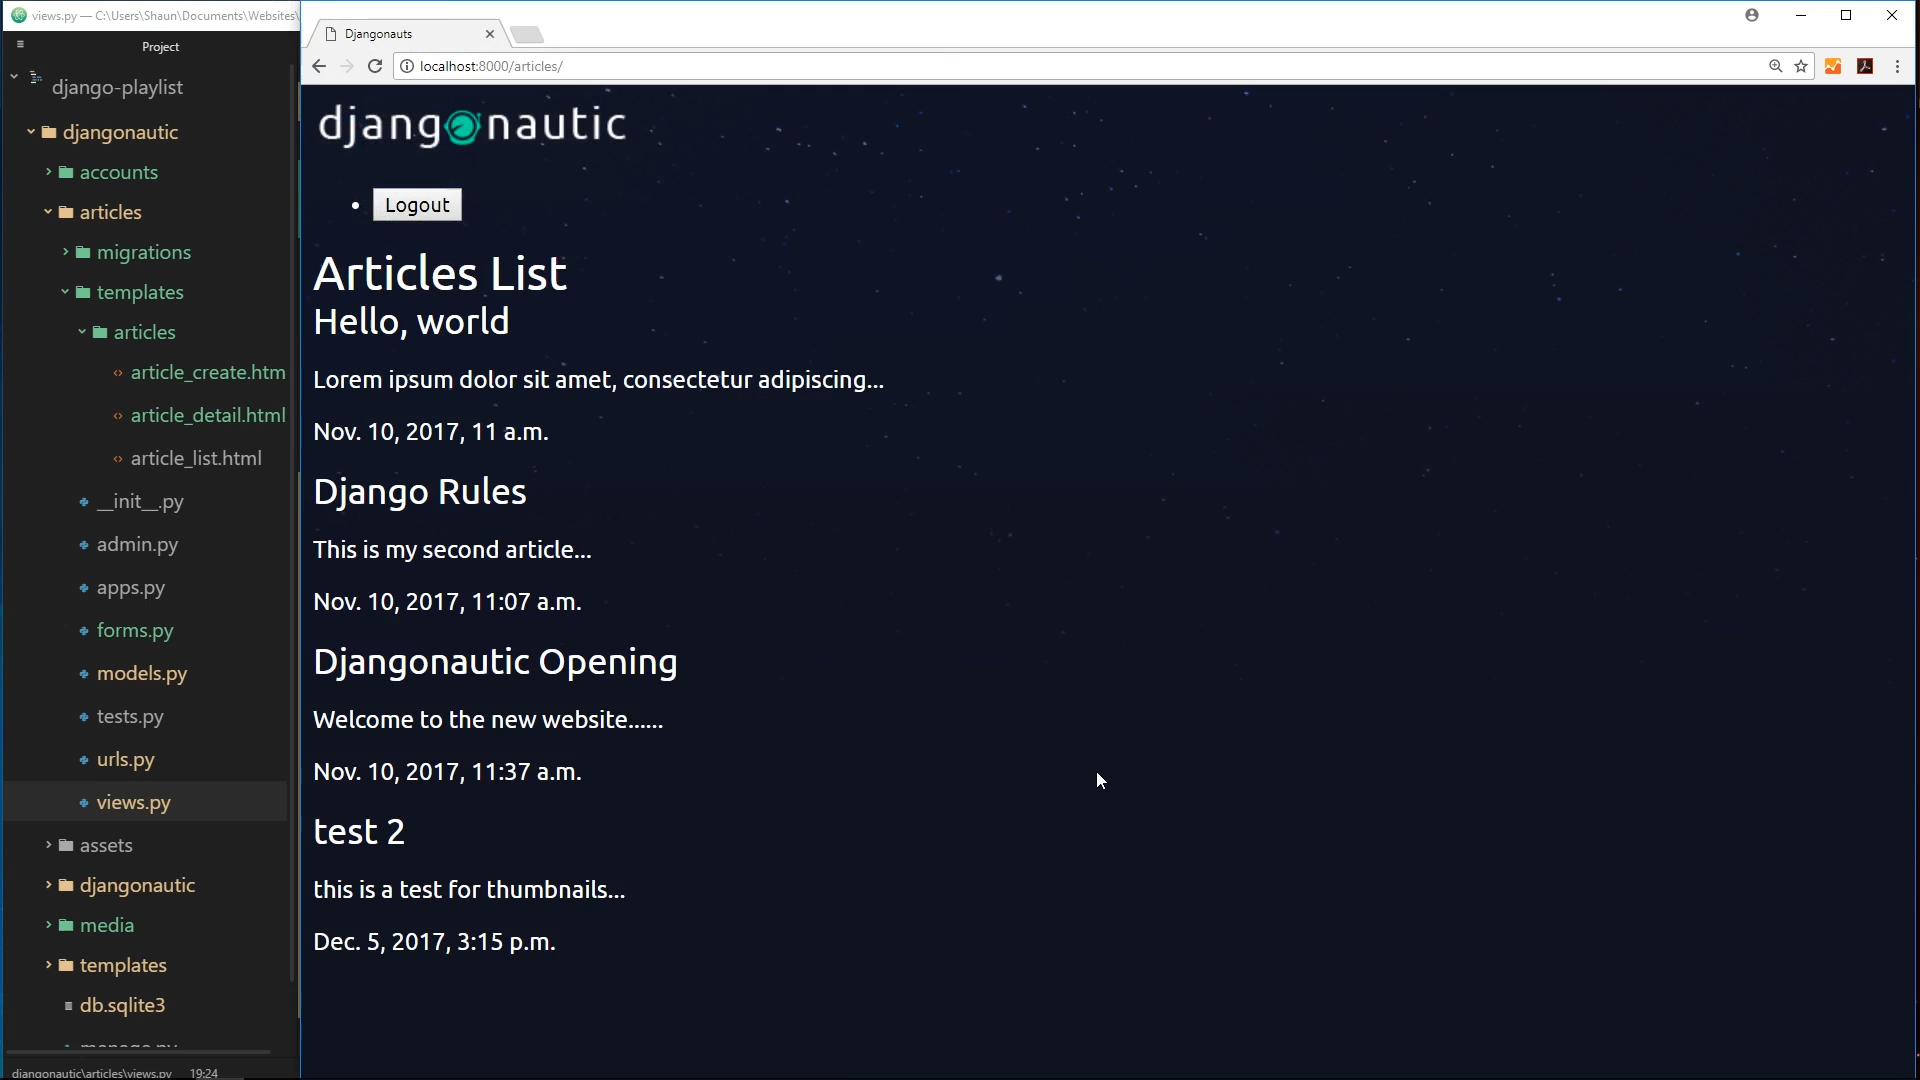 views.py — C:\Users\Shaun\Documents\Websites\
Project
django-playlist
djangonautic
accounts
articles
migrations
templates
articles
article_create.htm
article_detail.html
article_list.html
__init__.py
admin.py
apps.py
forms.py
models.py
tests.py
urls.py
views.py
assets
djangonautic
media
templates
db.sqlite3
djangonautic\articles\views.py 19:24
Djangonauts
localhost:8000/articles/
djangonautic
Logout
Articles List
Hello, world
Lorem ipsum dolor sit amet, consectetur adipiscing...
Nov. 10, 2017, 11 a.m.
Django Rules
This is my second article...
Nov. 10, 2017, 11:07 a.m.
Djangonautic Opening
Welcome to the new website......
Nov. 10, 2017, 11:37 a.m.
test 2
this is a test for thumbnails...
Dec. 5, 2017, 3:15 p.m.